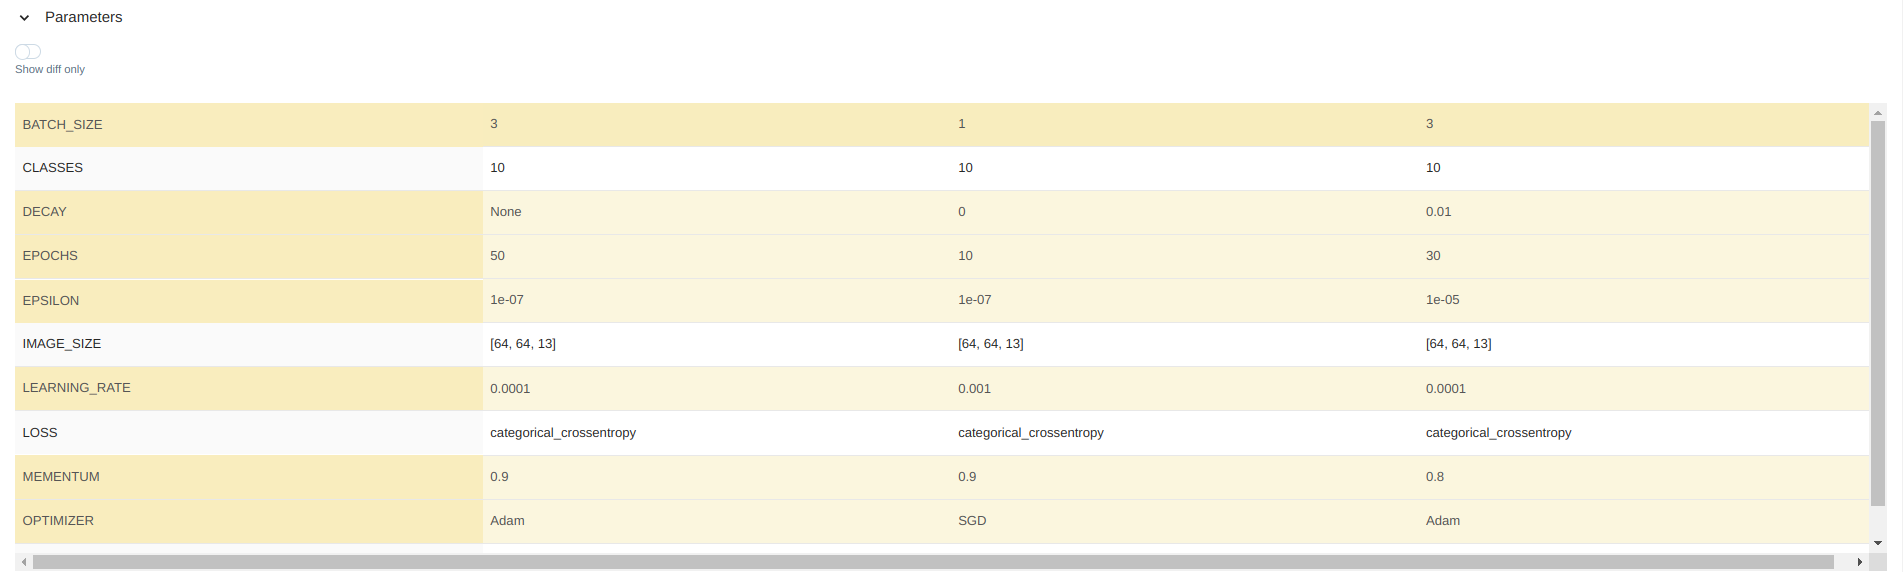 Parameters
Show diff only
BATCH_SIZE 3 1 3
CLASSES 10 10 10
DECAY None 0 0.01
EPOCHS 50 10 30
EPSILON 1e-07 1e-07 1e-05
IMAGE_SIZE [64, 64, 13] [64, 64, 13] [64, 64, 13]
LEARNING_RATE 0.0001 0.001 0.0001
LOSS categorical_crossentropy categorical_crossentropy categorical_crossentropy
MEMENTUM 0.9 0.9 0.8
OPTIMIZER Adam SGD Adam